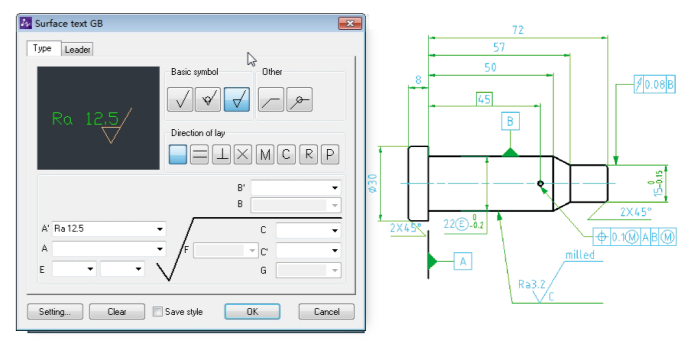 Surface text GB
Type Leader
Basic symbol Other
Ra 12.5
Direction of lay
M C R P
B'
B
A' Ra 12.5
C
A
F
C'
E
G
Setting... Clear Save style OK Cancel
72
57
50
8
45
0.08 B
B
Ø30
0
15-0.15
2X45°
22 E 0
-0.2
2X45°
0.1 M A B M
A
milled
Ra3.2
C